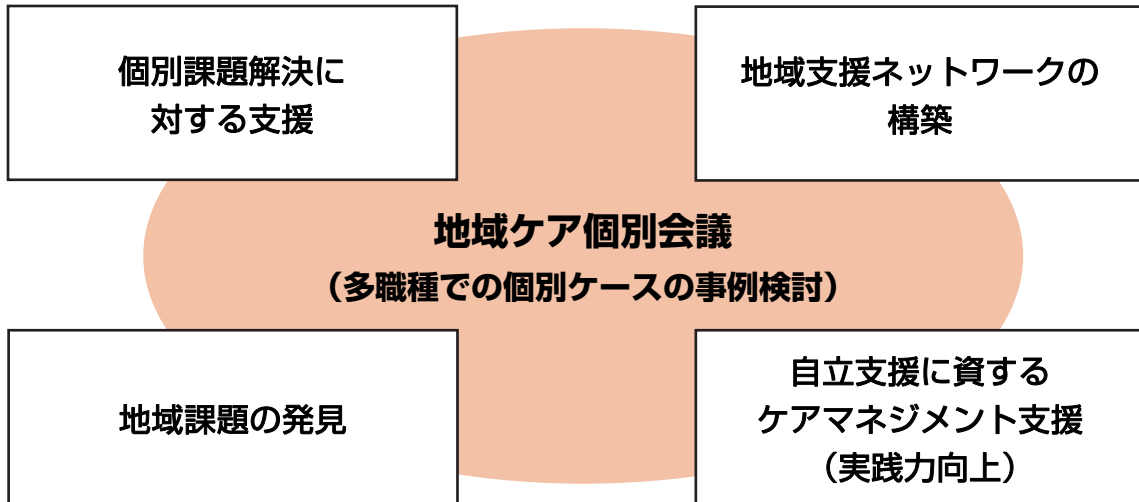 個別課題解決に
対する支援
地域支援ネットワークの
構築
地域ケア個別会議
（多職種での個別ケースの事例検討）
地域課題の発見
自立支援に資する
ケアマネジメント支援
（実践力向上）